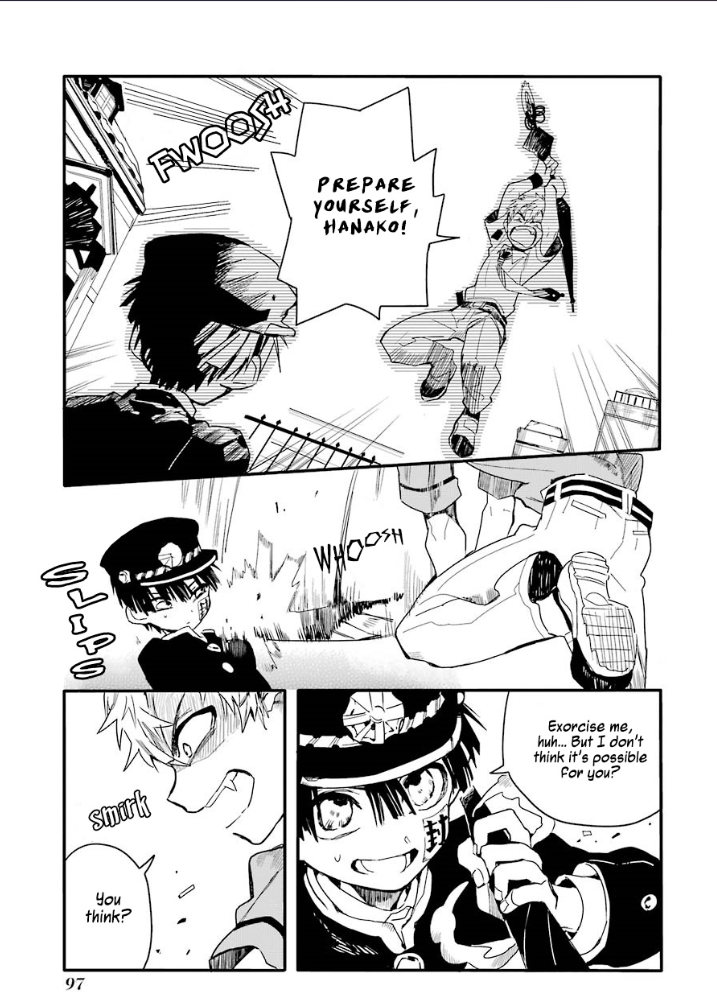 FWOOSH
PREPARE
YOURSELF,
HANAKO!
WHOOSH
SLIPS
Exorcise me,
huh... But I don't
think it's possible
for you?
封
smirk
You
think?
97